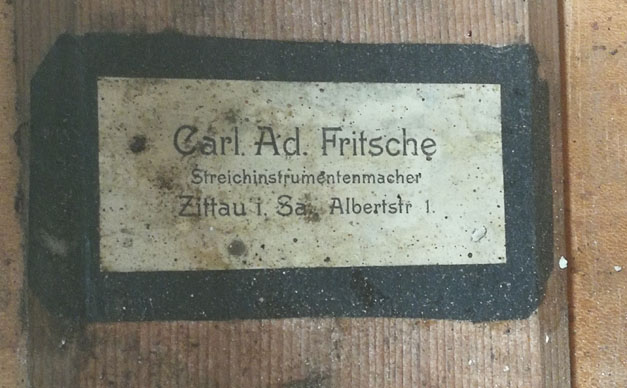 Carl. Ad. Fritsche
Streichinstrumentenmacher
Zittau i. Sa. Albertstr 1.